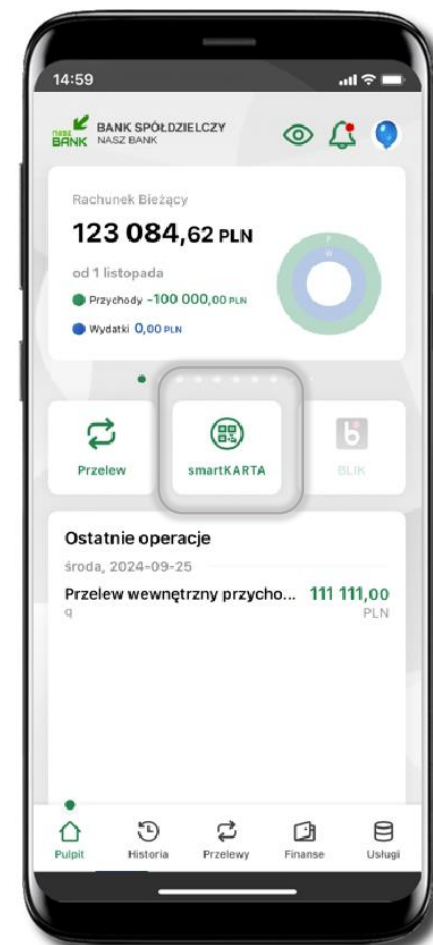 14:59
nasz BANK
BANK SPÓŁDZIELCZY
NASZ BANK
Rachunek Bieżący
123 084,62 PLN
od 1 listopada
Przychody -100 000,00 PLN
Wydatki 0,00 PLN
P
W
Przelew
smartKARTA
BLIK
Ostatnie operacje
środa, 2024-09-25
Przelew wewnętrzny przycho... 111 111,00
q PLN
Pulpit
Historia
Przelewy
Finanse
Usługi